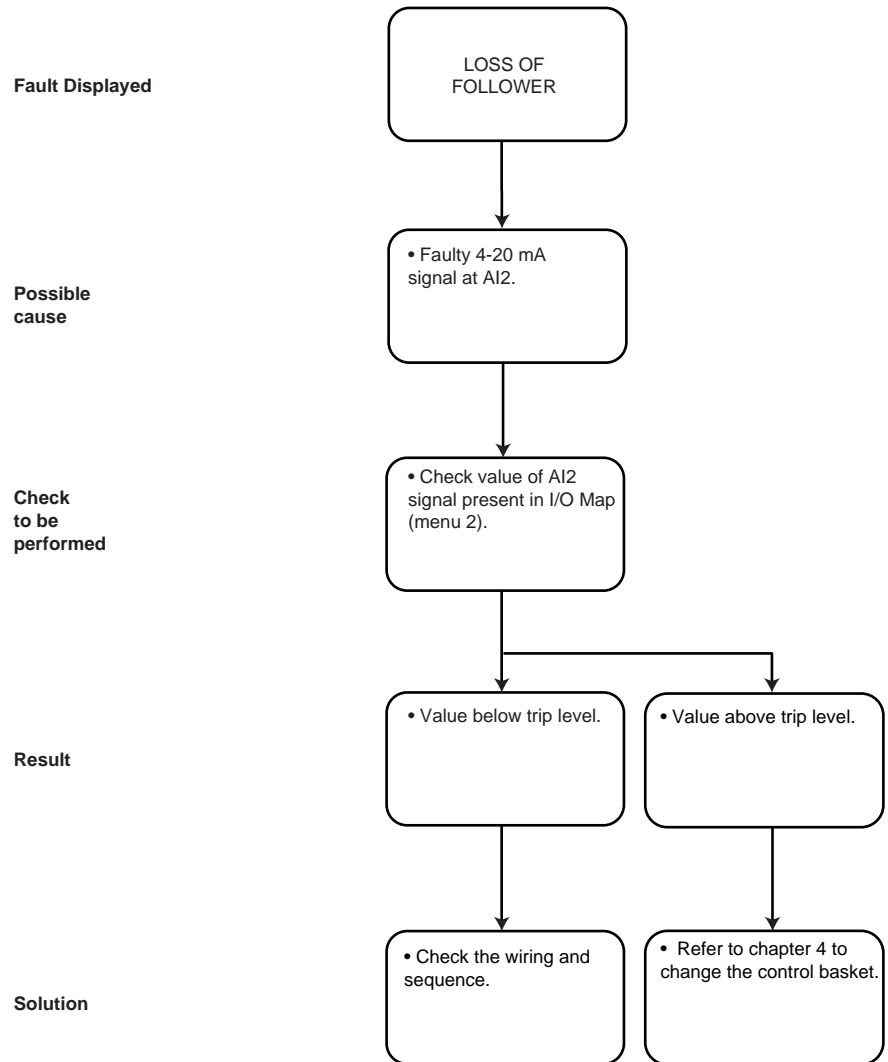 Fault Displayed
LOSS OF
FOLLOWER
Possible
cause
• Faulty 4-20 mA
signal at AI2.
Check
to be
performed
• Check value of AI2
signal present in I/O Map
(menu 2).
Result
• Value below trip level.
• Value above trip level.
Solution
• Check the wiring and
sequence.
• Refer to chapter 4 to
change the control basket.